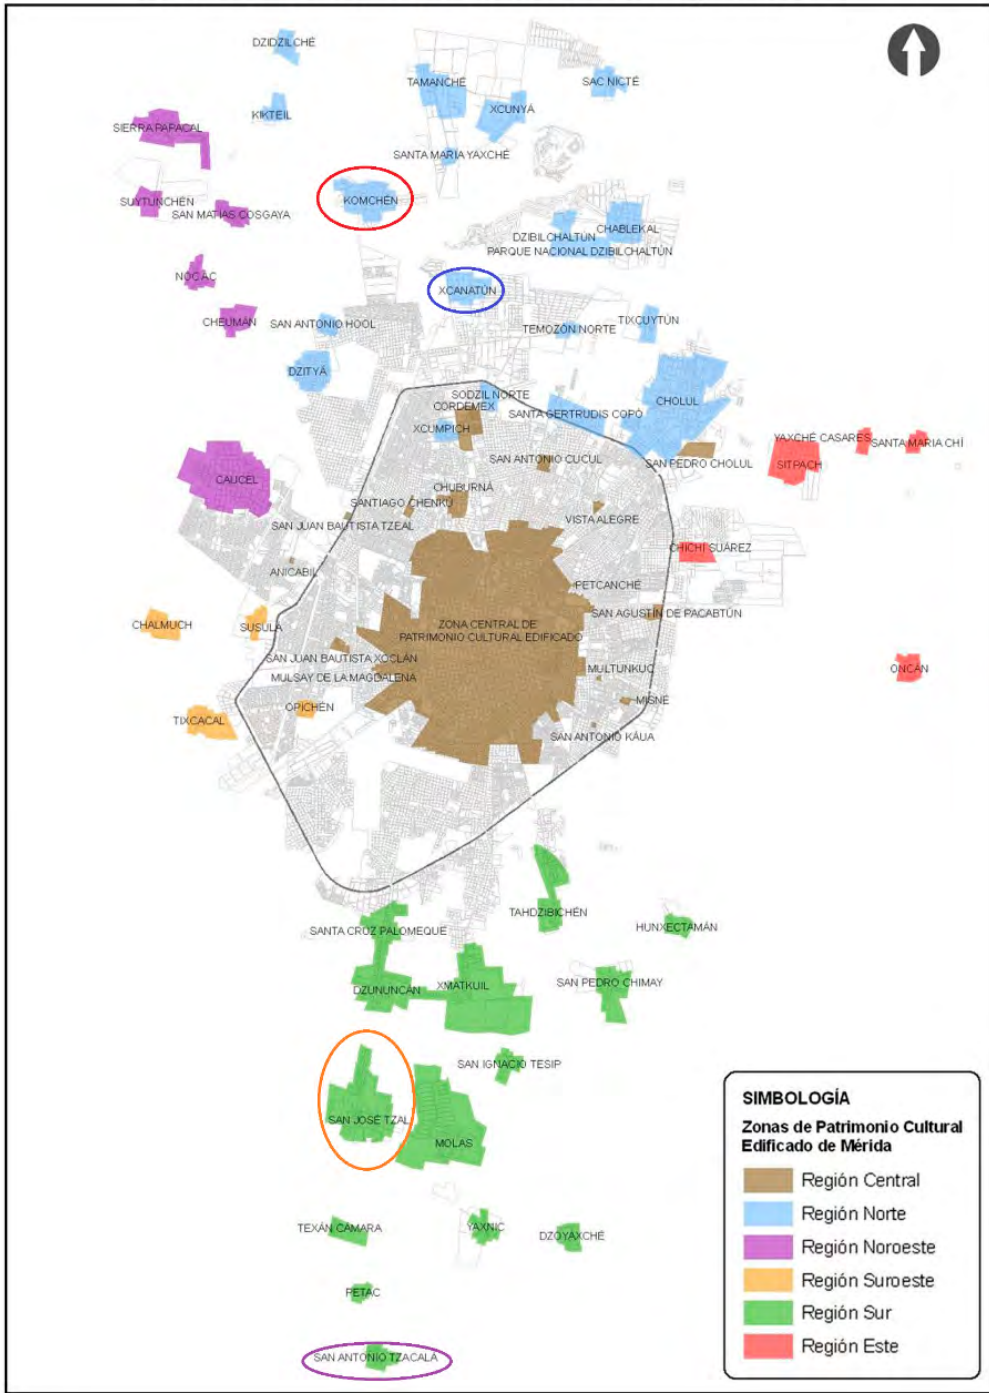 DZIDZILCHÉ
TAMANCHÉ
SAC NICTÉ
KIKTEIL
XCUNYÁ
SIERRA PAPACAL
SANTA MARIA YAXCHÉ
SUYTUNCHÉN
KOMCHÉN
SAN MATIAS COSGAYA
CHABLEKAL
DZIBILCHALTÚN
PARQUE NACIONAL DZIBILCHALTÚN
NOCÁC
XCANATÚN
CHEUMÁN
SAN ANTONIO HOOL
TEMOZÓN NORTE
TIXCUYTÚN
DZITYÁ
SODZIL NORTE
CORDEMEX
SANTA GERTRUDIS COPÓ
CHOLUL
XCUMPICH
YAXCHÉ CASARES
SANTA MARIA CHÍ
SAN ANTONIO CUCUL
SAN PEDRO CHOLUL
SITPACH
CAUCEL
CHUBURNÁ
SANTIAGO CHENKÚ
SAN JUAN BAUTISTA TZEAL
VISTA ALEGRE
CHICHÍ SUÁREZ
ANICABIL
PETCANCHÉ
SAN AGUSTÍN DE PACABTÚN
CHALMUCH
SUSULÁ
ZONA CENTRAL DE
PATRIMONIO CULTURAL EDIFICADO
SAN JUAN BAUTISTA XOCLÁN
MULSAY DE LA MAGDALENA
MULTUNKUC
ONCÁN
OPICHÉN
MISNÉ
TIXCACAL
SAN ANTONIO KAUA
TAHDZIBICHÉN
SANTA CRUZ PALOMEQUE
HUNXECTAMÁN
DZUNUNCÁN
XMATKUIL
SAN PEDRO CHIMAY
SAN IGNACIO TESIP
SAN JOSÉ TZAL
MOLAS
TEXÁN CÁMARA
YAXNIC
DZOYAXCHÉ
PETAC
SAN ANTONIO TZACALÁ
SIMBOLOGÍA
Zonas de Patrimonio Cultural
Edificado de Mérida
Región Central
Región Norte
Región Noroeste
Región Suroeste
Región Sur
Región Este